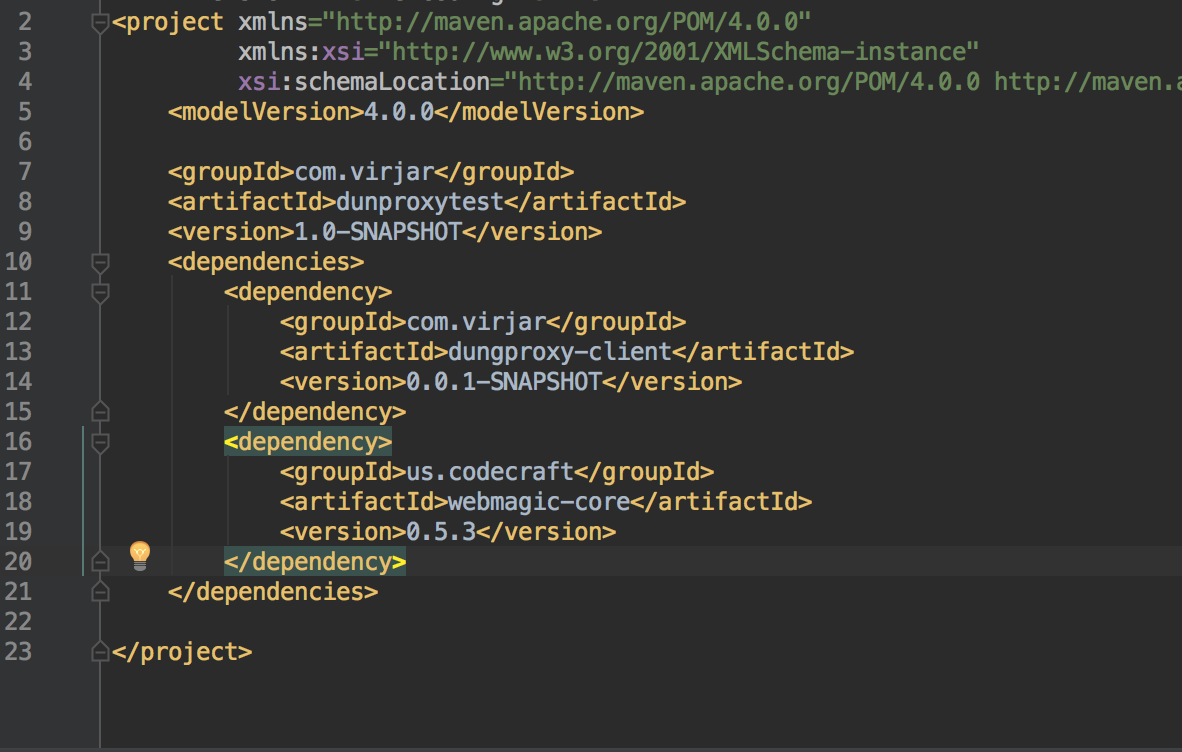 2 <project xmlns="http://maven.apache.org/POM/4.0.0"
3 xmlns:xsi="http://www.w3.org/2001/XMLSchema-instance"
4 xsi:schemaLocation="http://maven.apache.org/POM/4.0.0 http://maven.a
5 <modelVersion>4.0.0</modelVersion>
6
7 <groupId>com.virjar</groupId>
8 <artifactId>dunproxytest</artifactId>
9 <version>1.0-SNAPSHOT</version>
10 <dependencies>
11 <dependency>
12 <groupId>com.virjar</groupId>
13 <artifactId>dungproxy-client</artifactId>
14 <version>0.0.1-SNAPSHOT</version>
15 </dependency>
16 <dependency>
17 <groupId>us.codecraft</groupId>
18 <artifactId>webmagic-core</artifactId>
19 <version>0.5.3</version>
20 </dependency>
21 </dependencies>
22
23 </project>